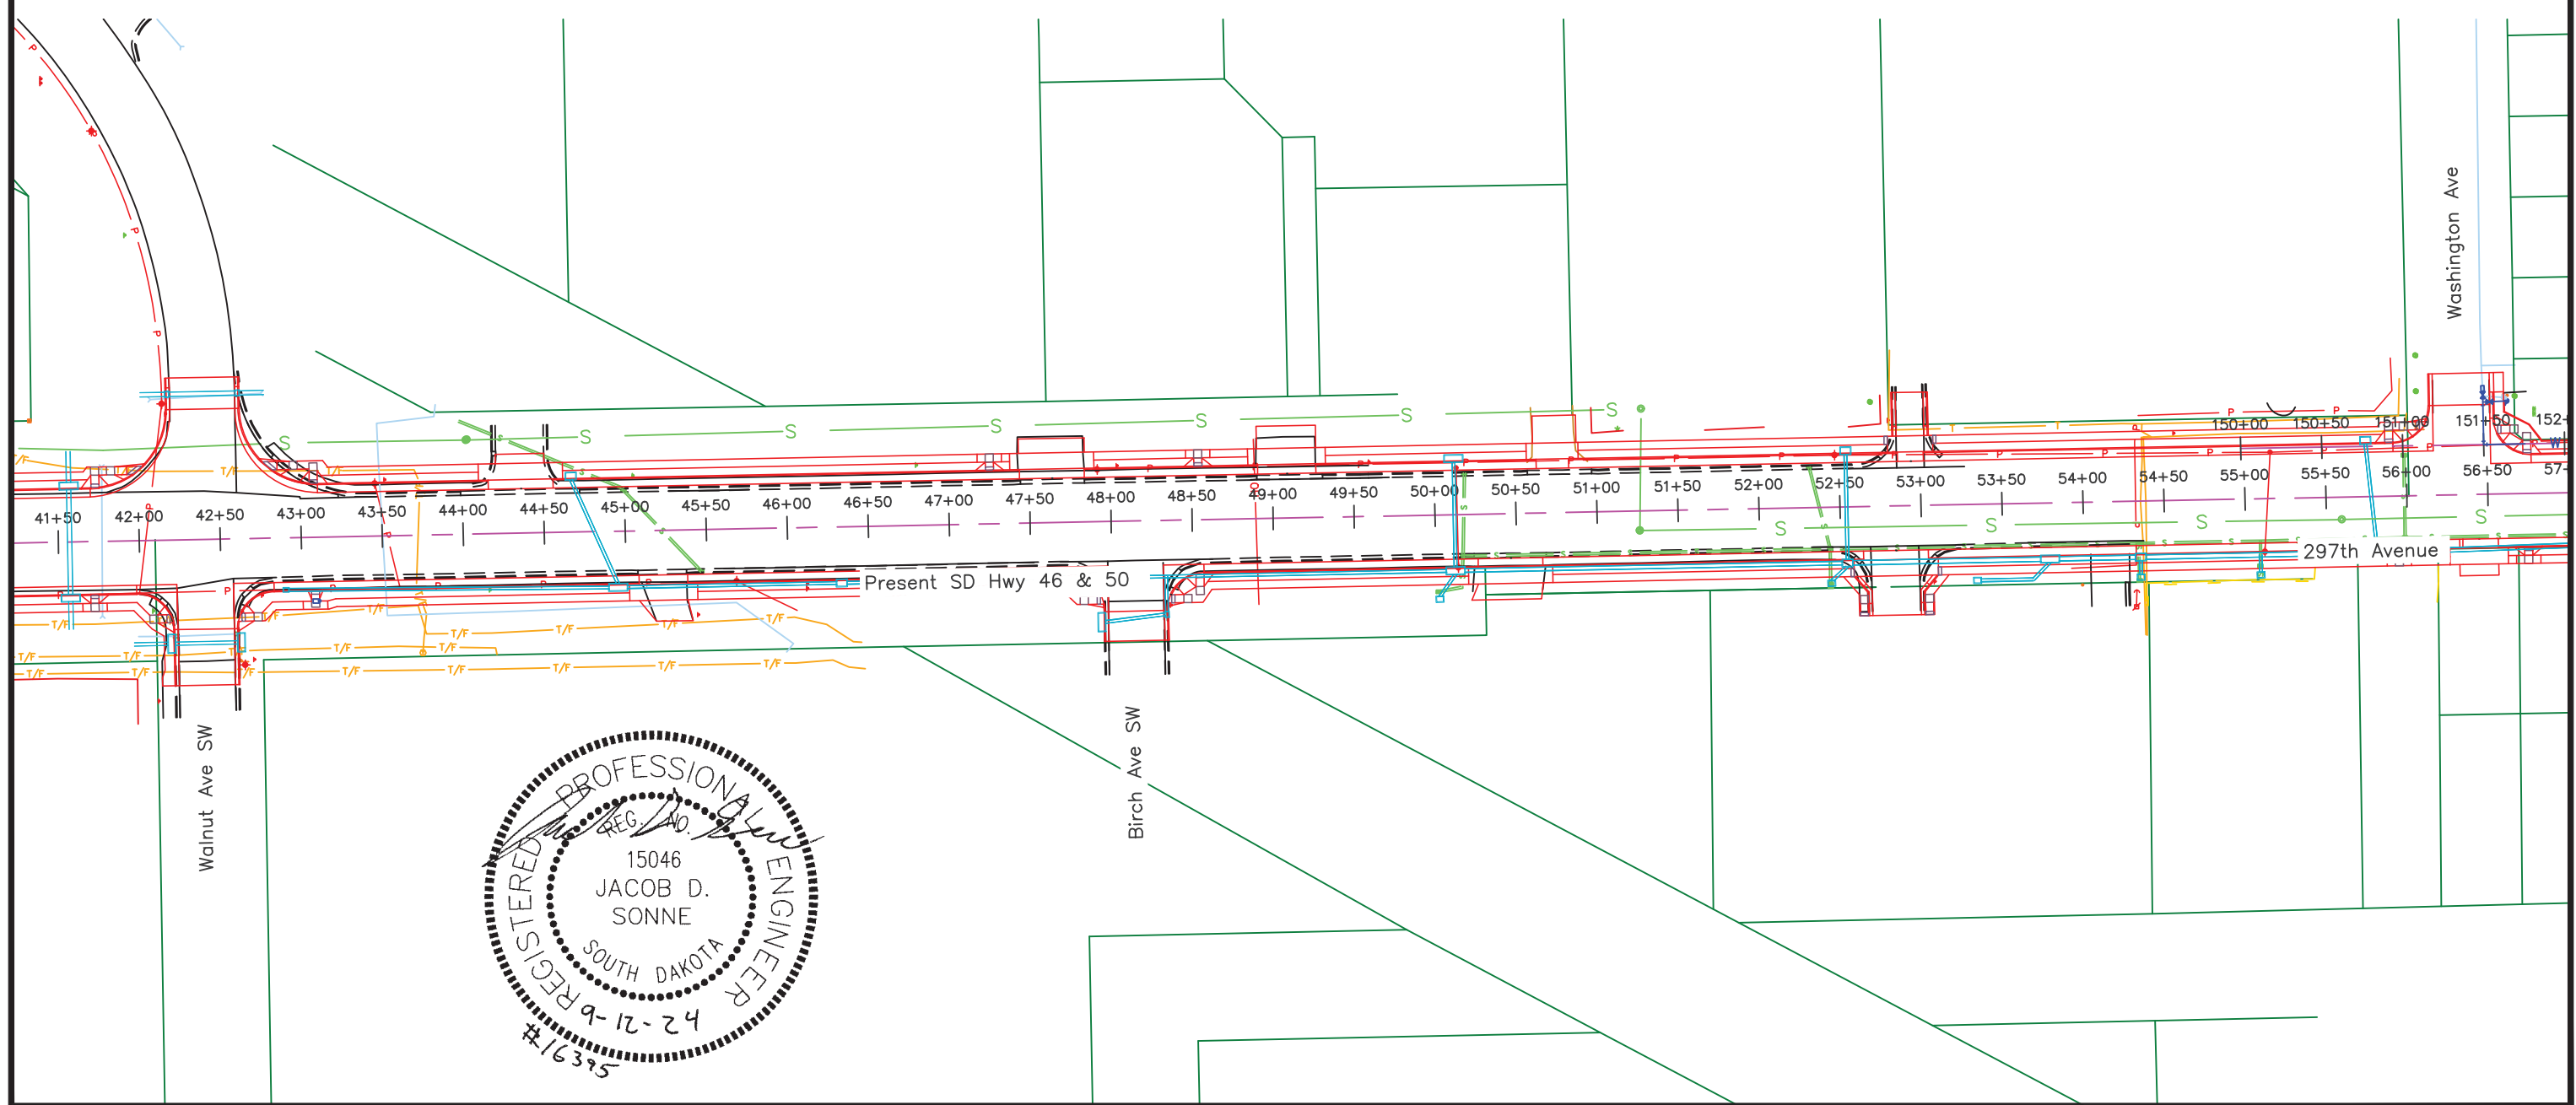 Washington Ave
S S S S S S
150+00 150+50 151+00 151+50 152+
41+50 42+00 42+50 43+00 43+50 44+00 44+50 45+00 45+50 46+00 46+50 47+00 47+50 48+00 48+50 49+00 49+50 50+00 50+50 51+00 51+50 52+00 52+50 53+00 53+50 54+00 54+50 55+00 55+50 56+00 56+50 57-
S S S S
297th Avenue
Present SD Hwy 46 & 50
T/F T/F T/F T/F T/F T/F
T/F T/F T/F T/F T/F T/F T/F T/F
Walnut Ave SW
Birch Ave SW
REGISTERED PROFESSIONAL ENGINEER
REG. NO.
15046
JACOB D.
SONNE
SOUTH DAKOTA
9-12-24
#16395